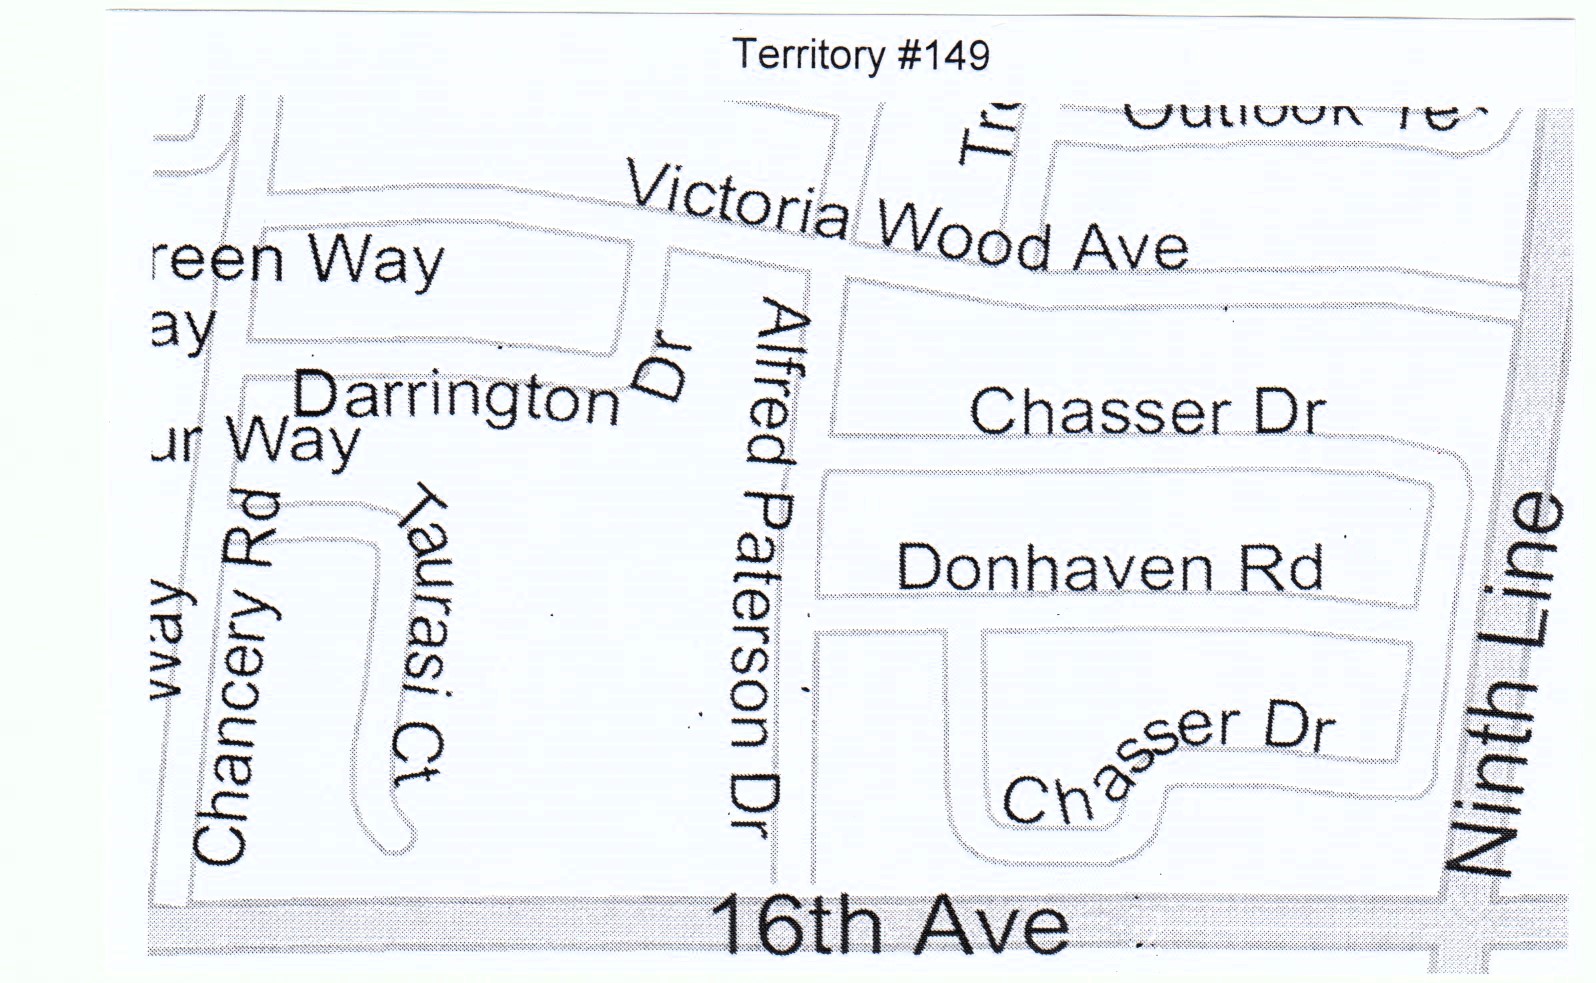 Territory #149
Victoria Wood Ave
reen Way
ay
Darrington Dr
ur Way
Chancery Rd
Taurasi Ct
Alfred Paterson Dr
Chasser Dr
Donhaven Rd
Chasser Dr
Ninth Line
16th Ave